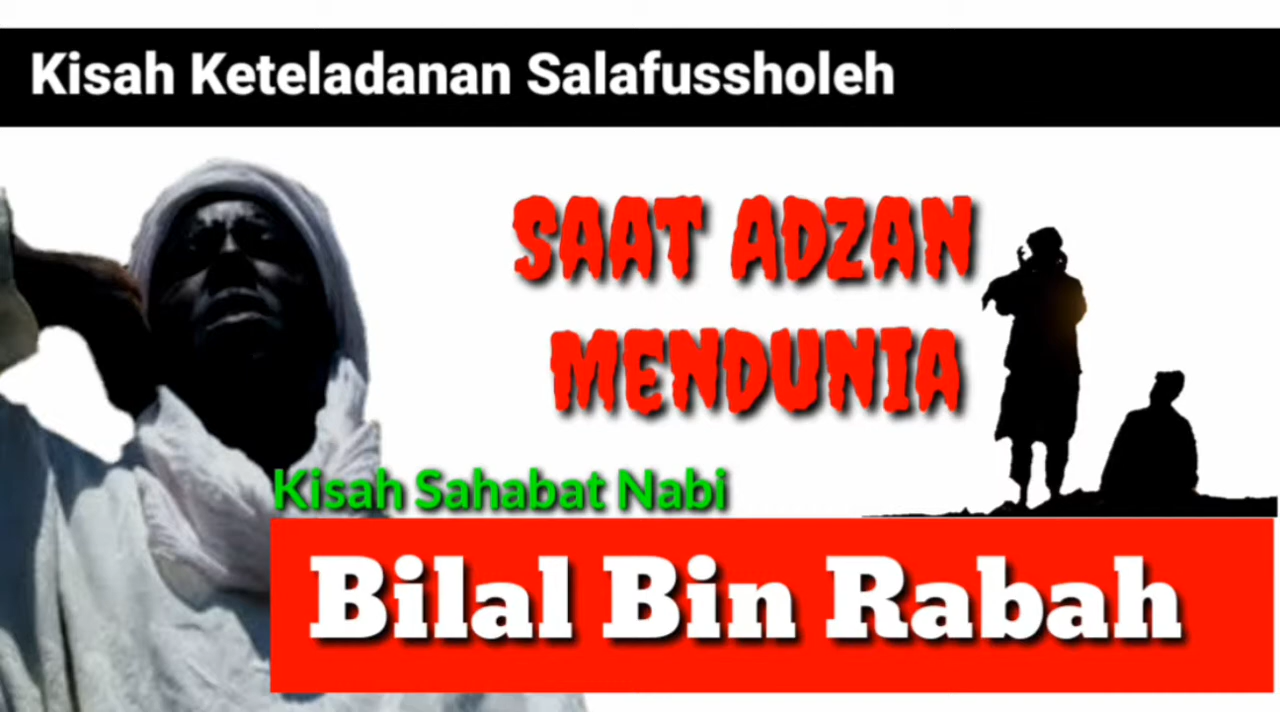 Kisah Keteladanan Salafussholeh
SAAT ADZAN
MENDUNIA
Kisah Sahabat Nabi
Bilal Bin Rabah